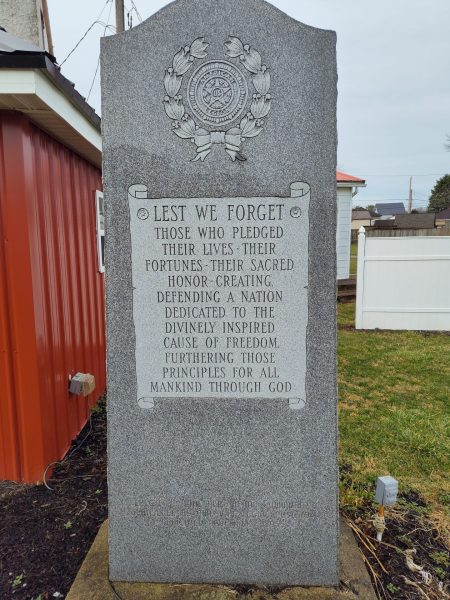 LEST WE FORGET
THOSE WHO PLEDGED
THEIR LIVES - THEIR
FORTUNES - THEIR SACRED
HONOR - CREATING,
DEFENDING A NATION
DEDICATED TO THE
DIVINELY INSPIRED
CAUSE OF FREEDOM,
FURTHERING THOSE
PRINCIPLES FOR ALL
MANKIND THROUGH GOD